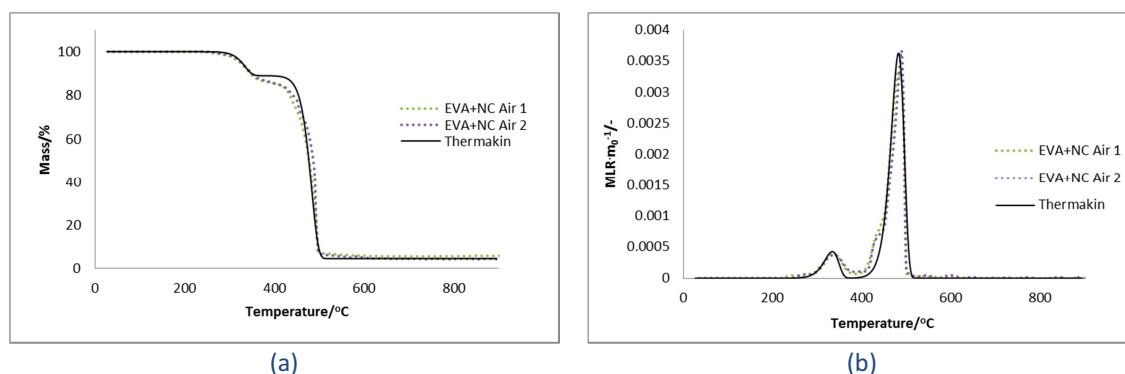 100
80
60
40
20
0
Mass/%
0 200 400 600 800
Temperature/°C
EVA+NC Air 1
EVA+NC Air 2
Thermakin
(a)
0.004
0.0035
0.003
0.0025
0.002
0.0015
0.001
0.0005
0
MLR·m₀⁻¹/-
0 200 400 600 800
Temperature/°C
EVA+NC Air 1
EVA+NC Air 2
Thermakin
(b)